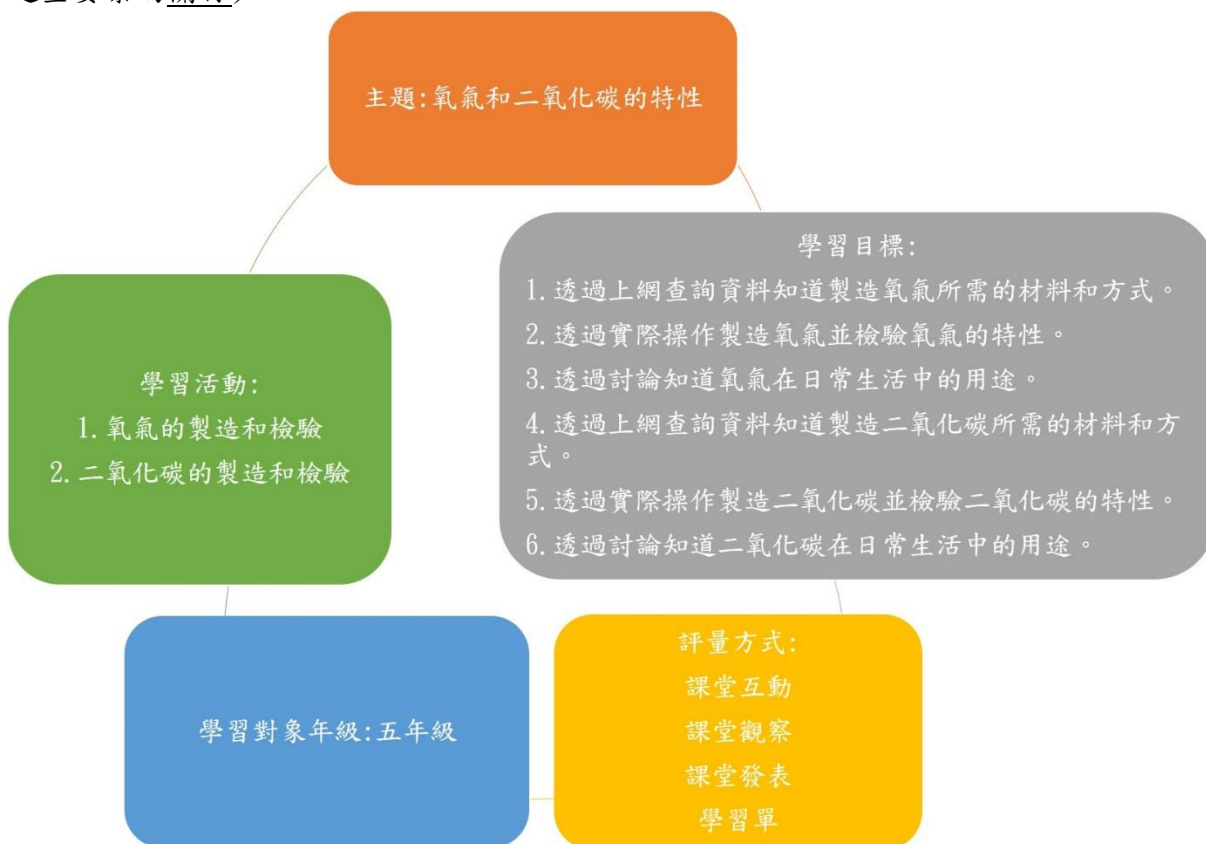 主題:氧氣和二氧化碳的特性
學習目標:
1.透過上網查詢資料知道製造氧氣所需的材料和方式。
2.透過實際操作製造氧氣並檢驗氧氣的特性。
3.透過討論知道氧氣在日常生活中的用途。
4.透過上網查詢資料知道製造二氧化碳所需的材料和方
式。
5.透過實際操作製造二氧化碳並檢驗二氧化碳的特性。
6.透過討論知道二氧化碳在日常生活中的用途。
評量方式:
課堂互動
課堂觀察
課堂發表
學習單
學習對象年級:五年級
學習活動:
1.氧氣的製造和檢驗
2.二氧化碳的製造和檢驗